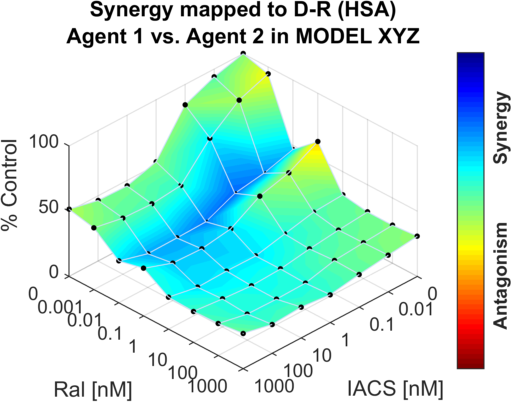 Synergy mapped to D-R (HSA)
Agent 1 vs. Agent 2 in MODEL XYZ
% Control
100
50
0
0
0.001
0.01
0.1
1
10
100
1000
Ral [nM]
0
0.01
0.1
1
10
100
1000
IACS [nM]
Synergy
Antagonism